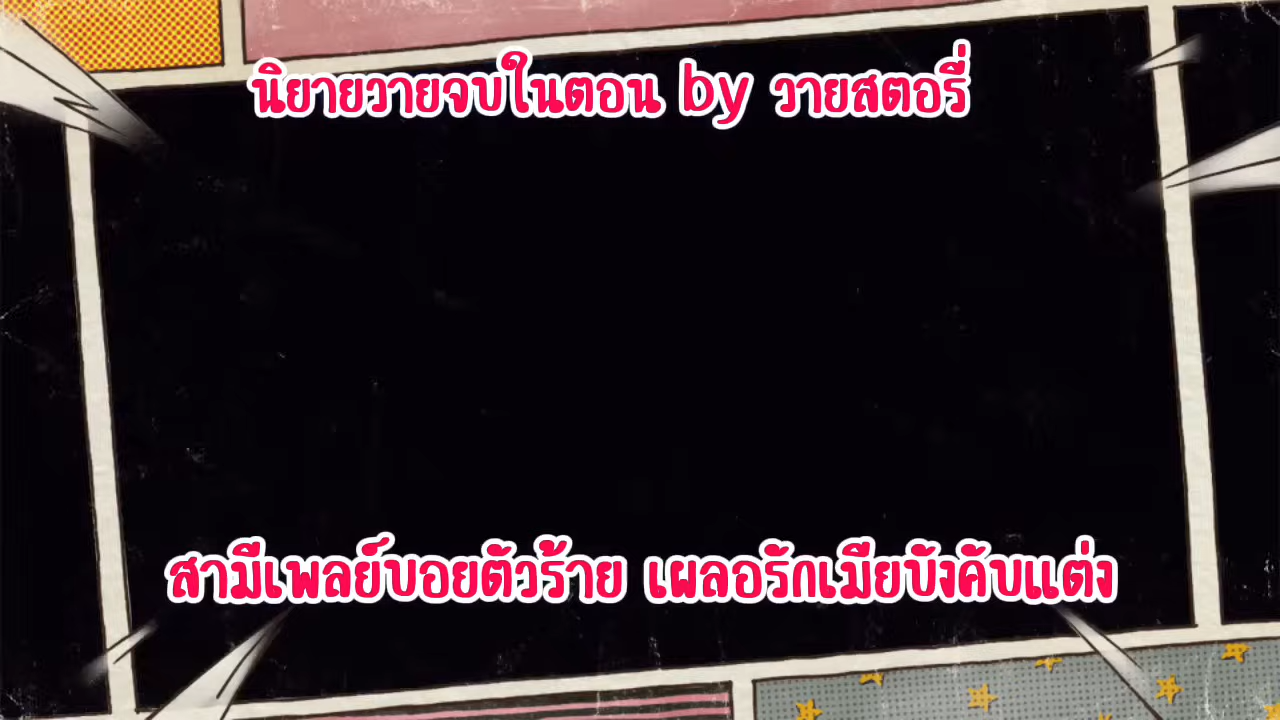 นิยายวายจบในตอน by วายสตอรี่
สามีเพลย์บอยตัวร้าย เผลอรักเมียบังคับแต่ง